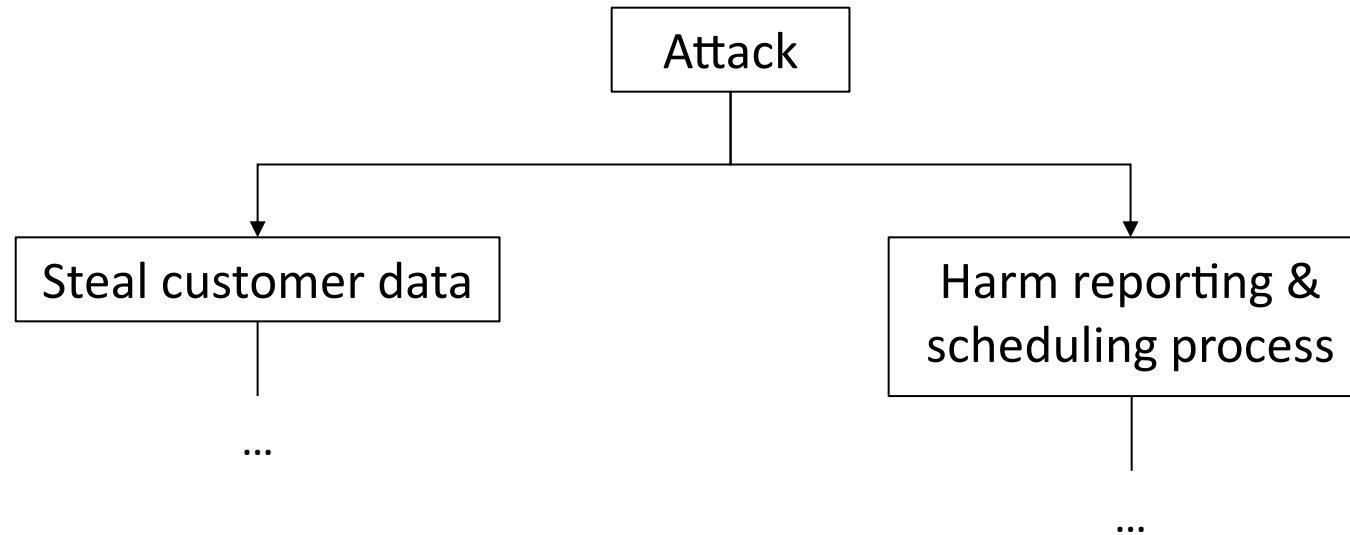 Attack
Steal customer data
Harm reporting &
scheduling process
...
...